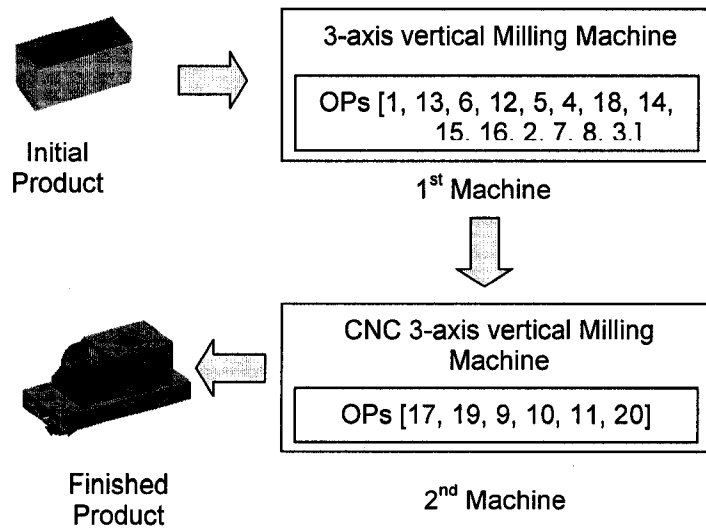 3-axis vertical Milling Machine
OPs [1, 13, 6, 12, 5, 4, 18, 14,
15, 16, 2, 7, 8, 3,]
Initial
Product
1st Machine
CNC 3-axis vertical Milling
Machine
OPs [17, 19, 9, 10, 11, 20]
Finished
Product
2nd Machine